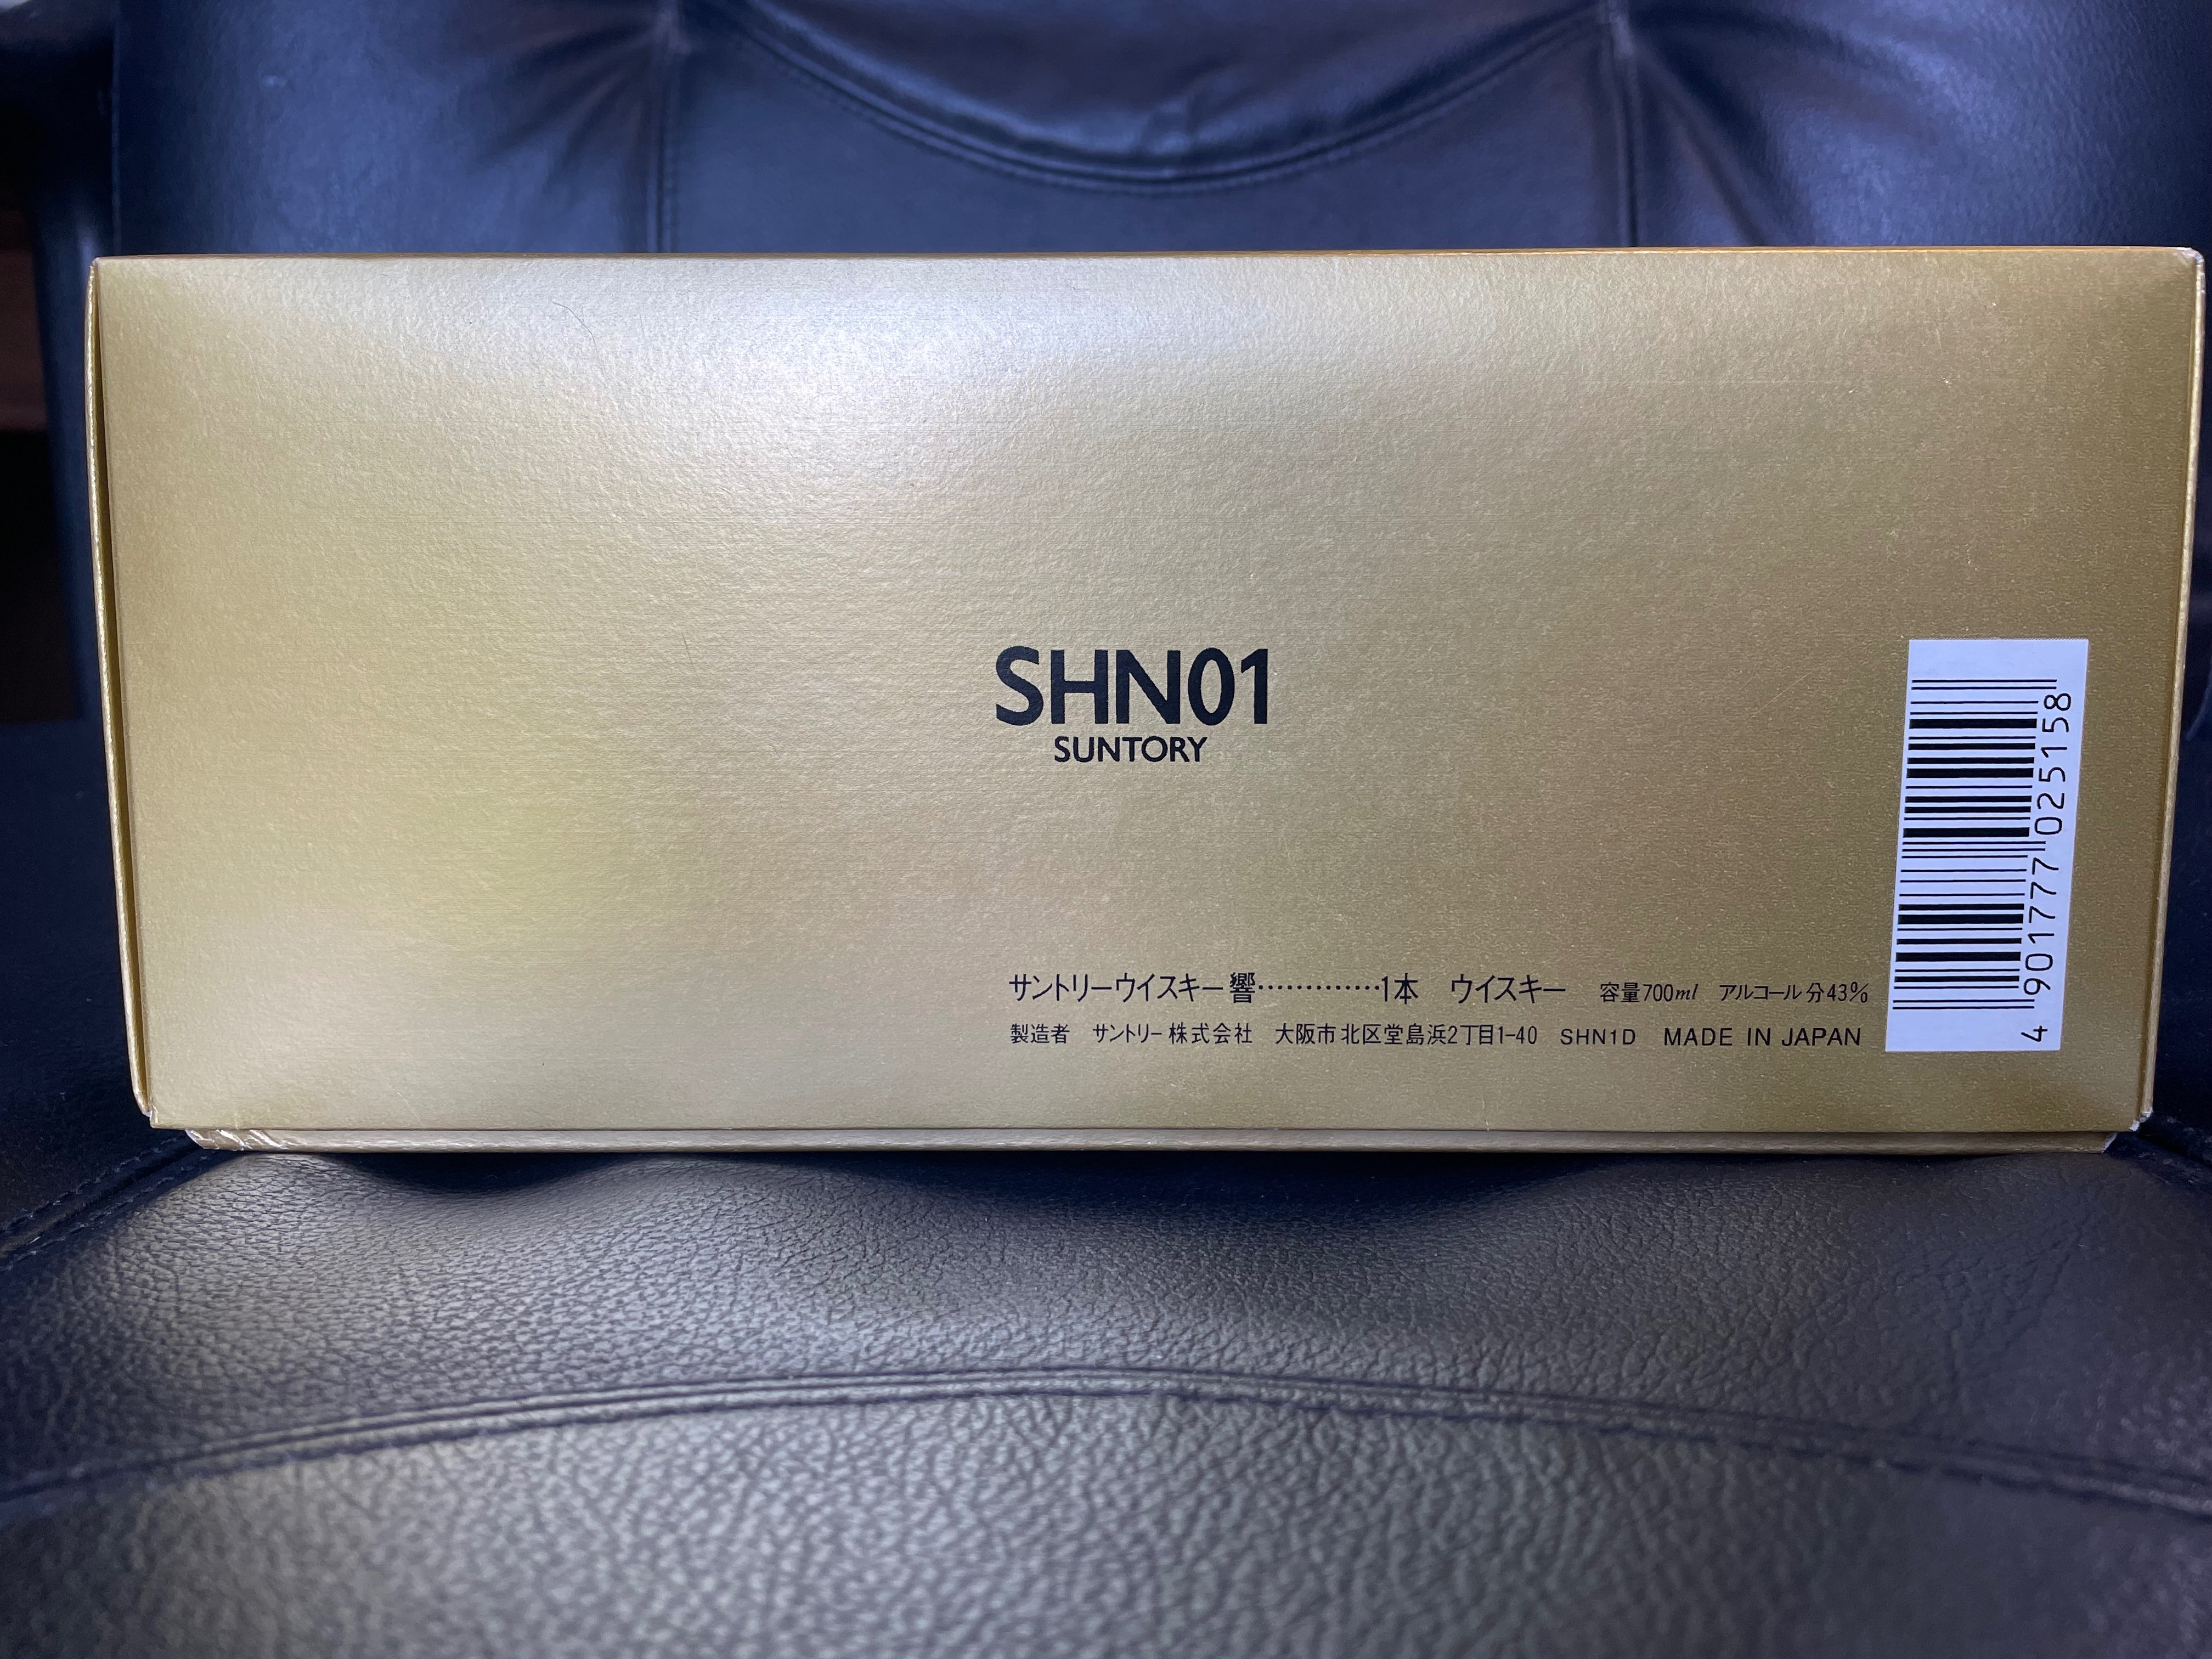 SHN01
SUNTORY
サントリーウイスキー響・・・・・・・・・・・・・1本　ウイスキー　容量700ml　アルコール分43%
製造者　サントリー株式会社　大阪市北区堂島浜2丁目1-40　SHN1D　MADE IN JAPAN
4 901777 025158